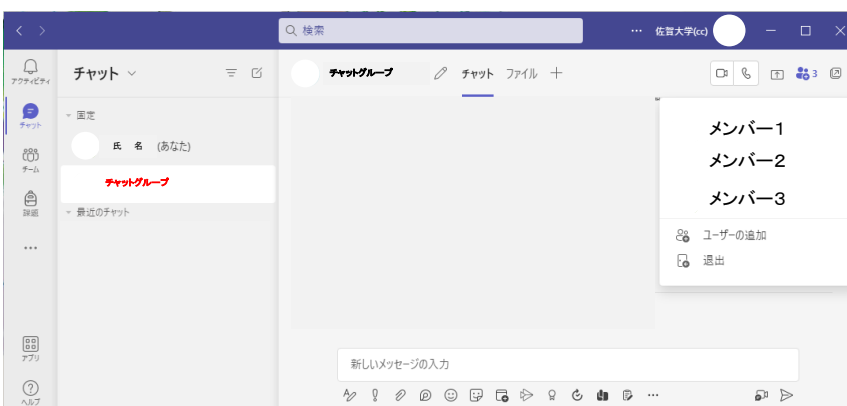 検索
佐賀大学(cc)
アクティビティ
チャット
チーム
課題
アプリ
ヘルプ
チャット
固定
氏 名 (あなた)
チャットグループ
最近のチャット
チャットグループ チャット ファイル
3
メンバー1
メンバー2
メンバー3
ユーザーの追加
退出
新しいメッセージの入力